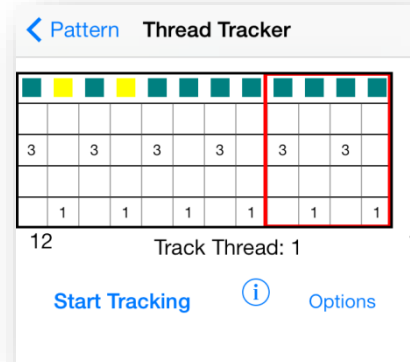 Pattern Thread Tracker
3 3 3 3 3 3
1 1 1 1 1 1
12 Track Thread: 1
Start Tracking i Options